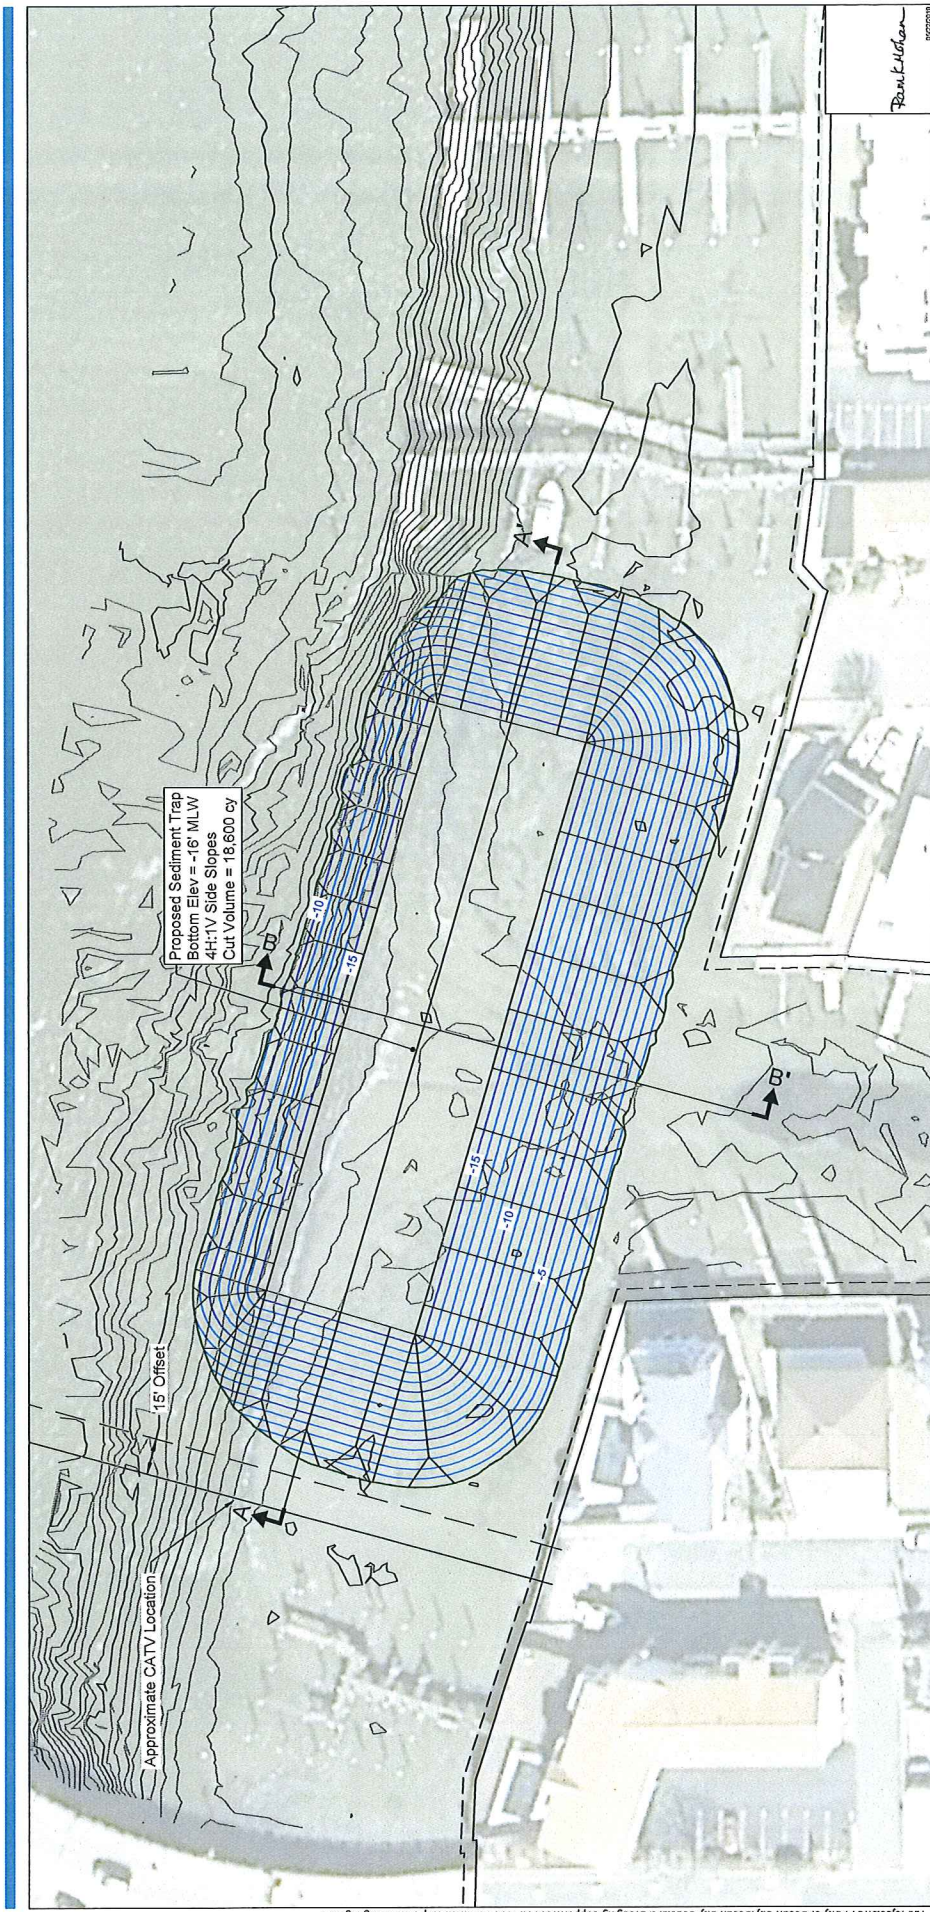 Proposed Sediment Trap
Bottom Elev = -16' MLW
4H:1V Side Slopes
Cut Volume = 18,600 cy
B
B'
A
A'
-10
-15
-15
-10
-5
15' Offset
Approximate CATV Location